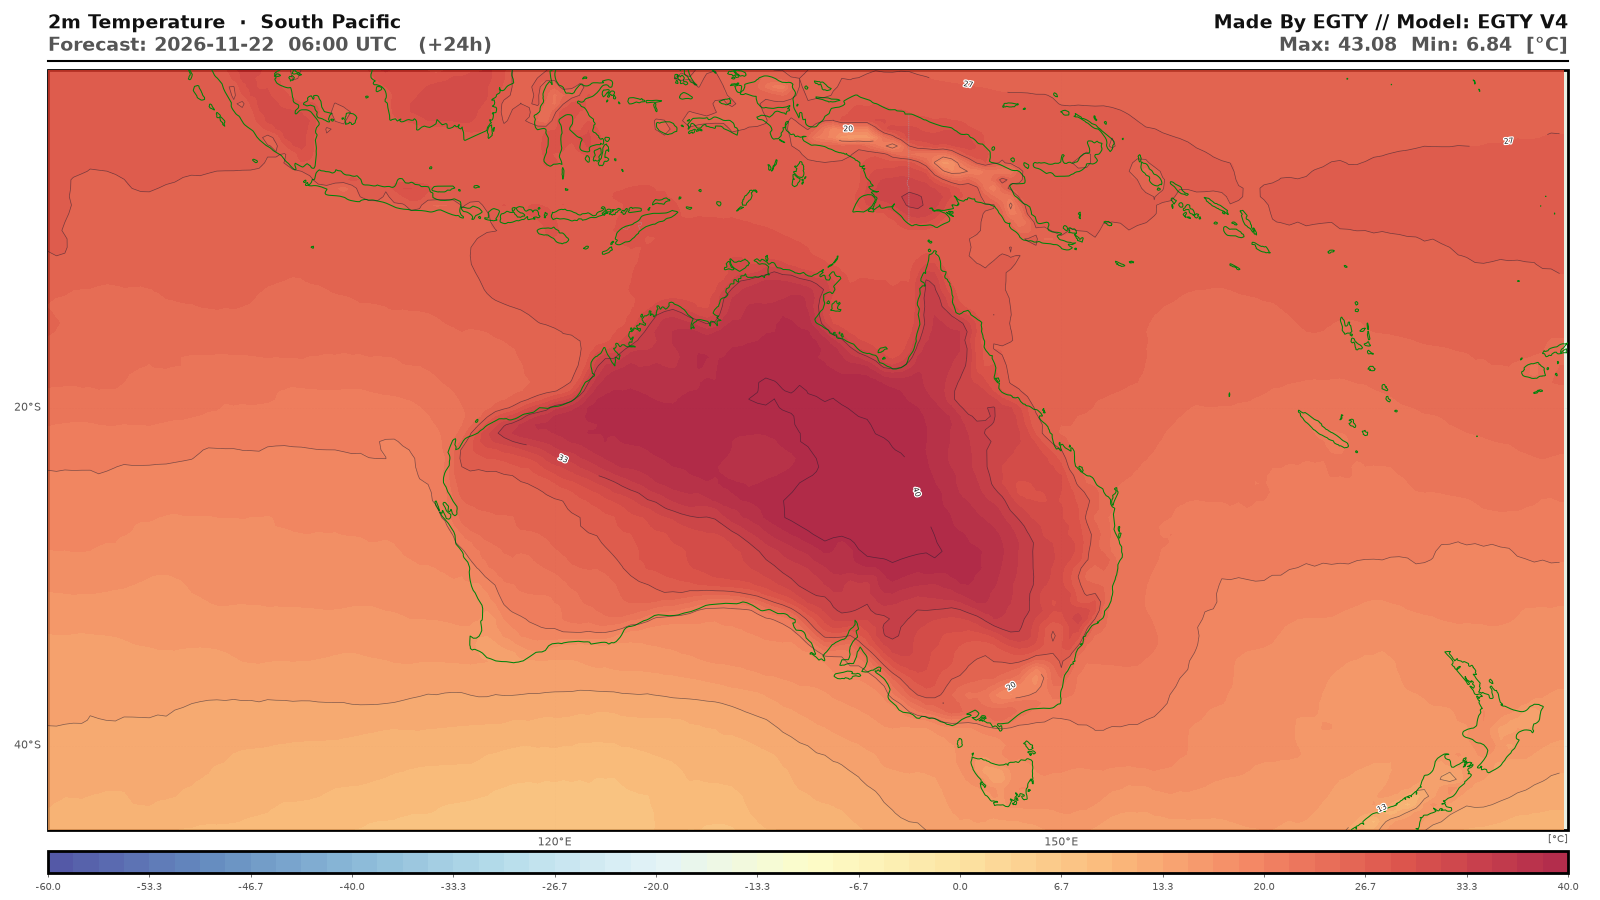 2m Temperature · South Pacific
Made By EGTY // Model: EGTY V4
Forecast: 2026-11-22 06:00 UTC (+24h)
Max: 43.08 Min: 6.84 [°C]
27
20
27
20°S
33
40
20
40°S
13
120°E
150°E
[°C]
-60.0
-53.3
-46.7
-40.0
-33.3
-26.7
-20.0
-13.3
-6.7
0.0
6.7
13.3
20.0
26.7
33.3
40.0